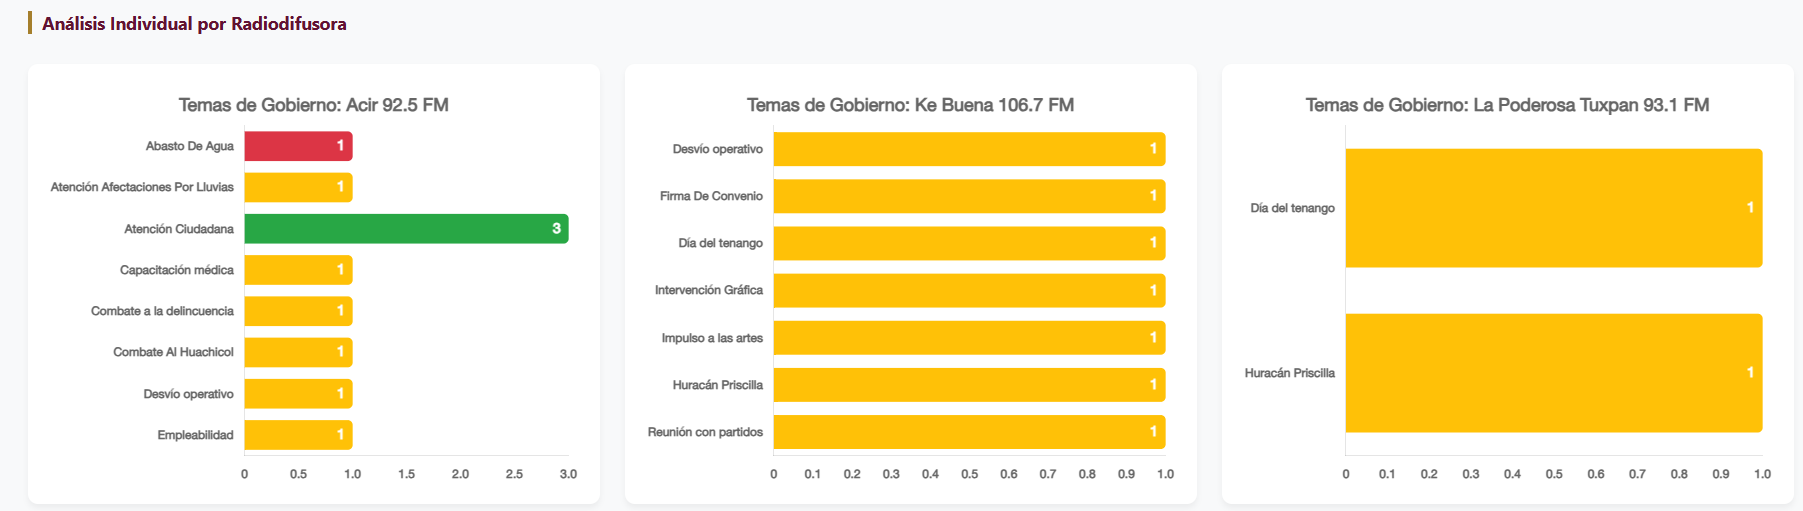 Análisis Individual por Radiodifusora
Temas de Gobierno: Acir 92.5 FM
Abasto De Agua 1
Atención Afectaciones Por Lluvias 1
Atención Ciudadana 3
Capacitación médica 1
Combate a la delincuencia 1
Combate Al Huachicol 1
Desvío operativo 1
Empleabilidad 1
0 0.5 1.0 1.5 2.0 2.5 3.0
Temas de Gobierno: Ke Buena 106.7 FM
Desvío operativo 1
Firma De Convenio 1
Día del tenango 1
Intervención Gráfica 1
Impulso a las artes 1
Huracán Priscilla 1
Reunión con partidos 1
0 0.1 0.2 0.3 0.4 0.5 0.6 0.7 0.8 0.9 1.0
Temas de Gobierno: La Poderosa Tuxpan 93.1 FM
Día del tenango 1
Huracán Priscilla 1
0 0.1 0.2 0.3 0.4 0.5 0.6 0.7 0.8 0.9 1.0